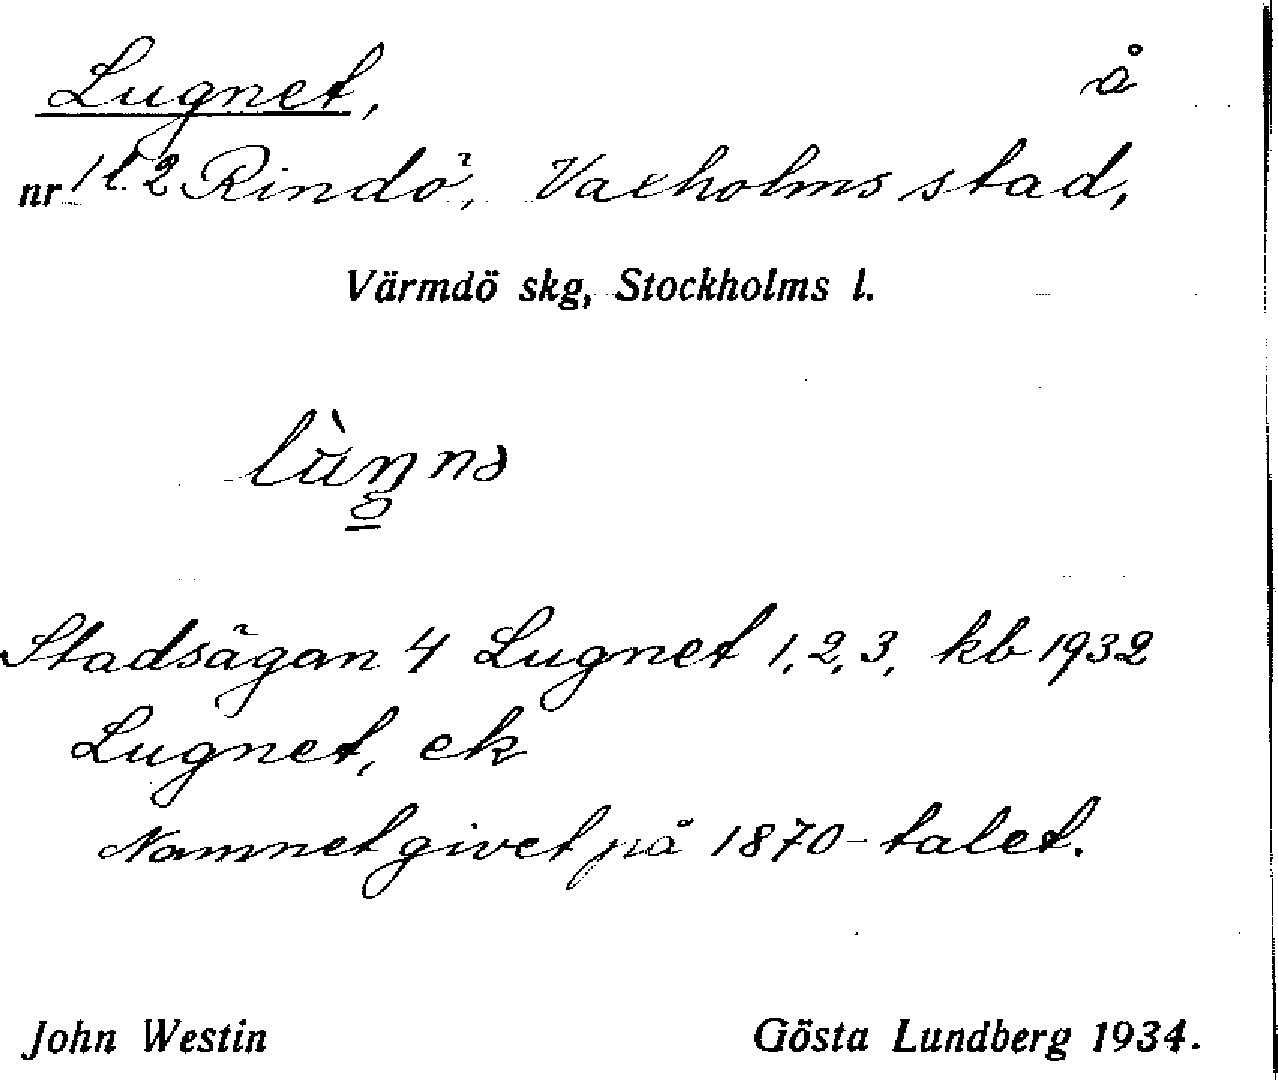 Lugnet, å
nr 1 l. 2 Rindö, Vaxholms stad,
Värmdö skg, Stockholms l.
Stadsägan 4 Lugnet 1, 2, 3, kb 1932
Lugnet, ek
Namnet givet på 1870-talet.
John Westin Gösta Lundberg 1934.